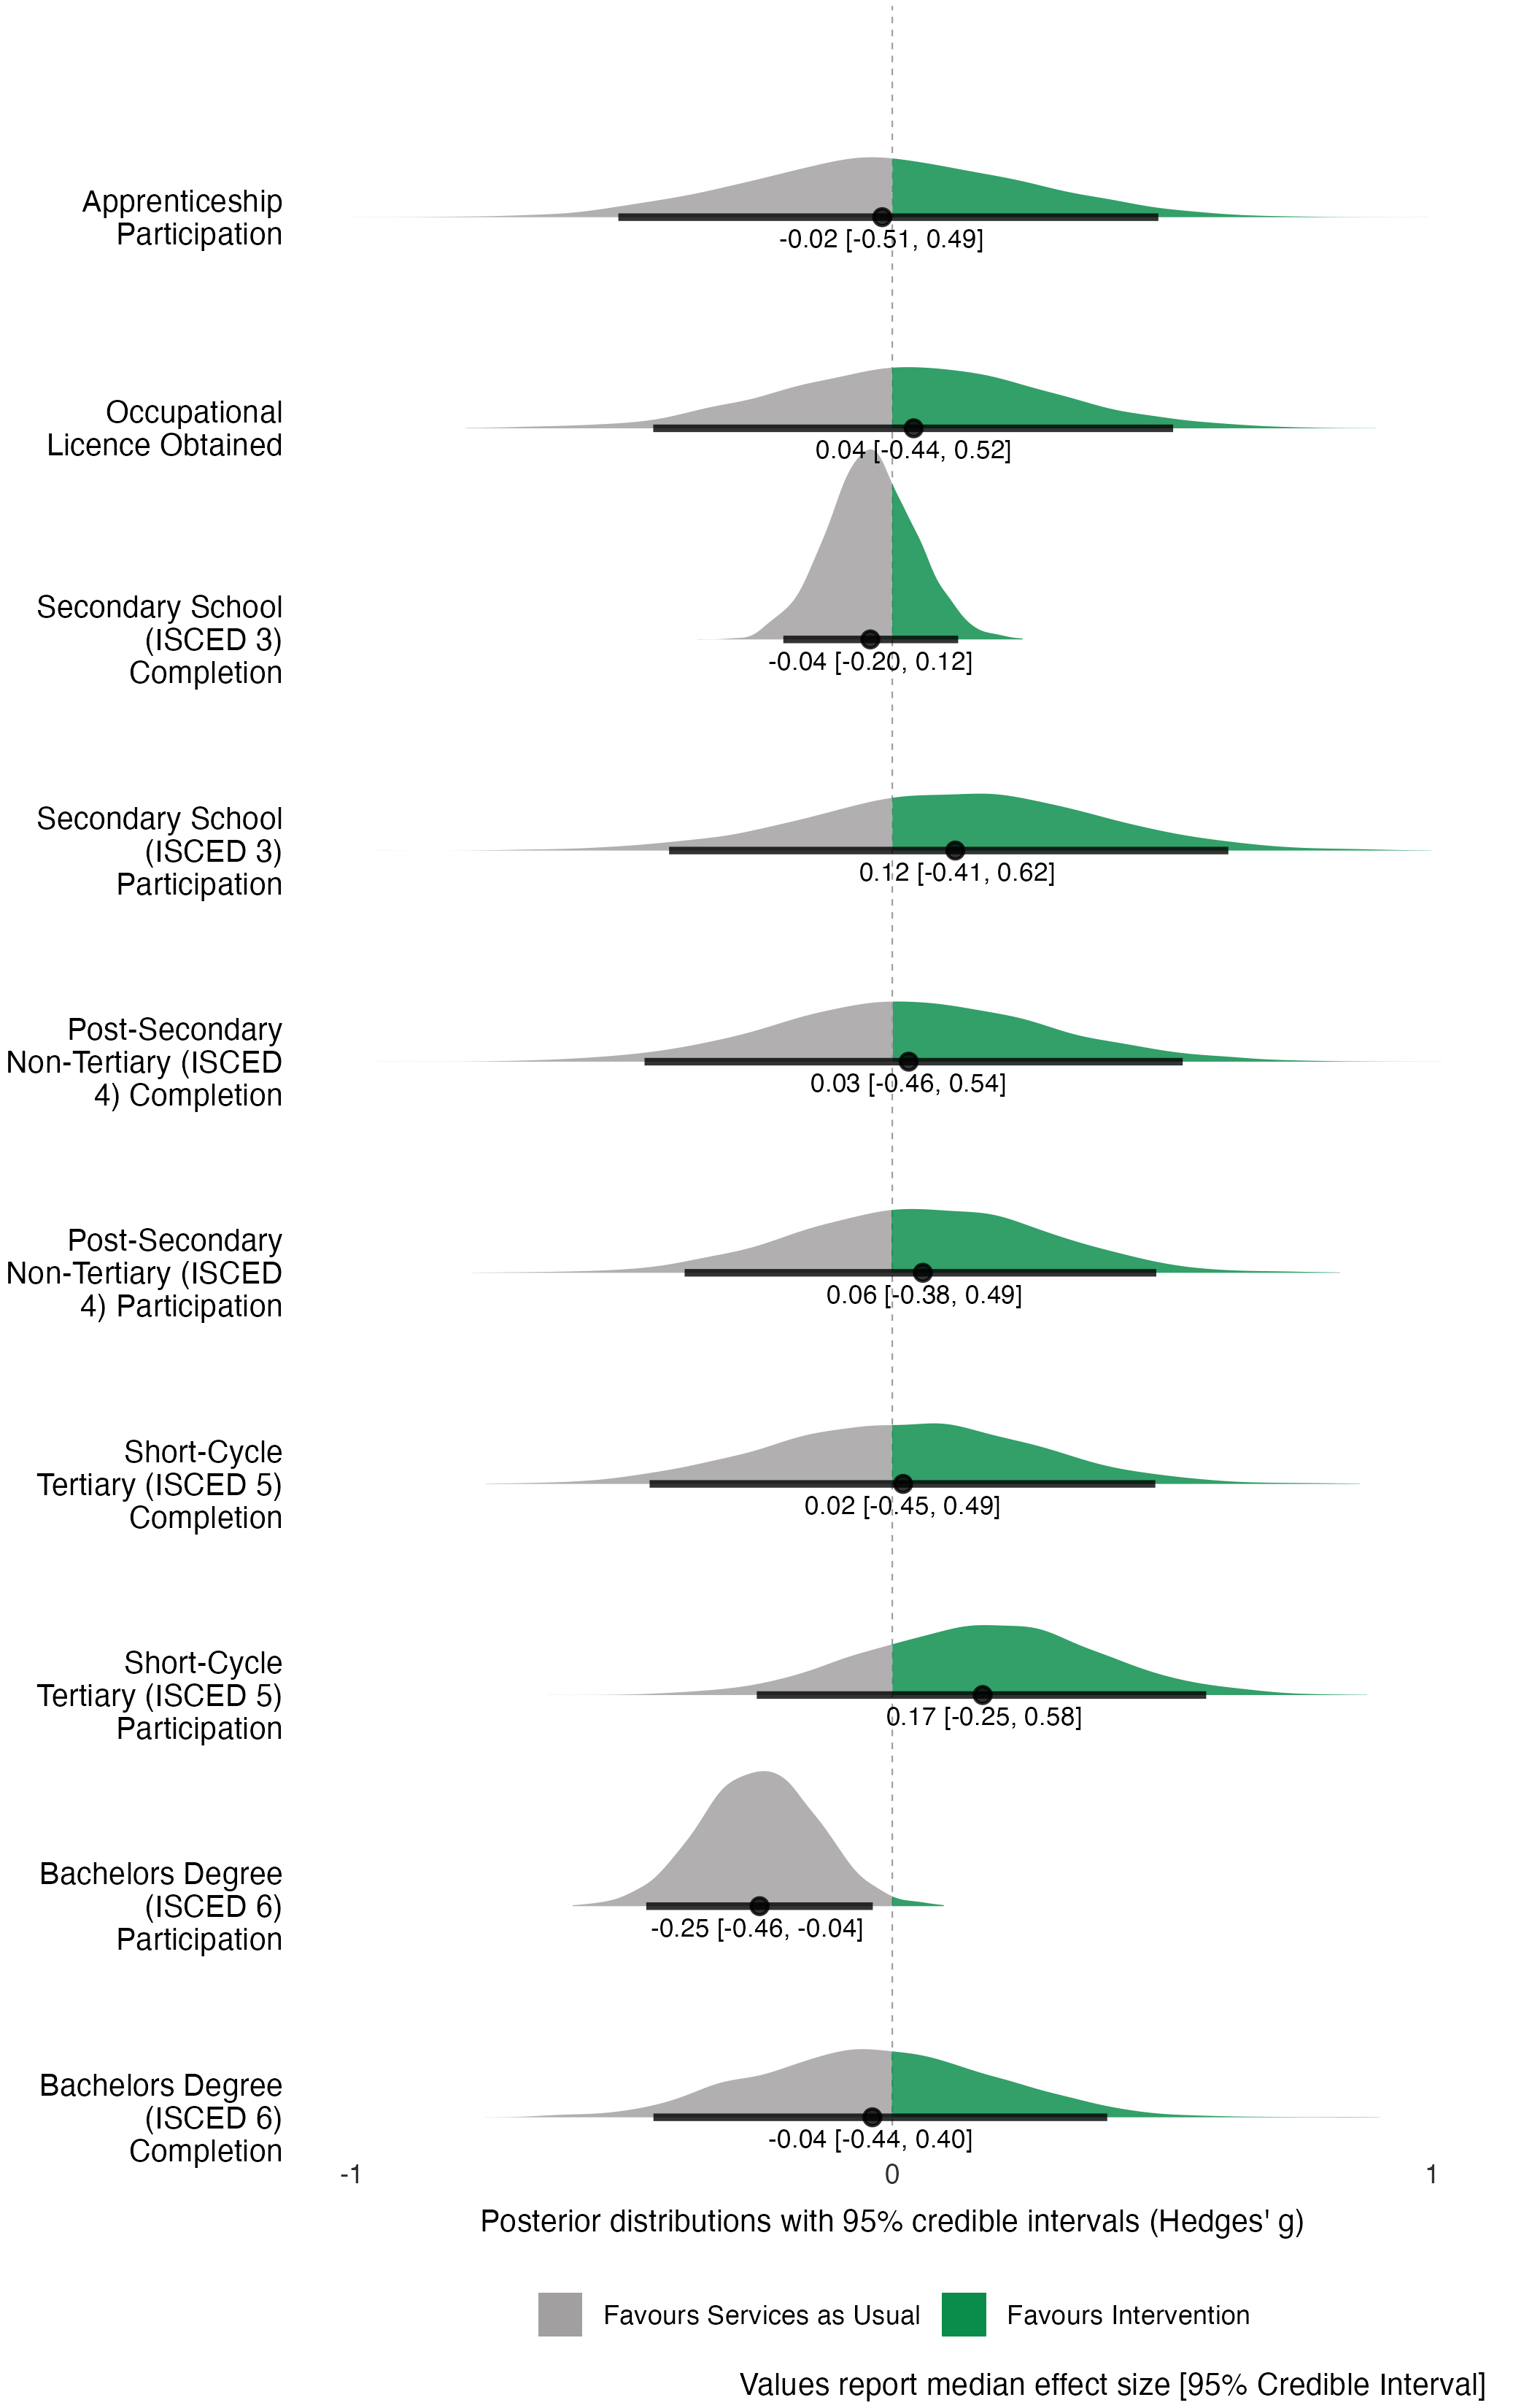 Apprenticeship
Participation
-0.02 [-0.51, 0.49]
Occupational
Licence Obtained
0.04 [-0.44, 0.52]
Secondary School
(ISCED 3)
Completion
-0.04 [-0.20, 0.12]
Secondary School
(ISCED 3)
Participation
0.12 [-0.41, 0.62]
Post-Secondary
Non-Tertiary (ISCED
4) Completion
0.03 [-0.46, 0.54]
Post-Secondary
Non-Tertiary (ISCED
4) Participation
0.06 [-0.38, 0.49]
Short-Cycle
Tertiary (ISCED 5)
Completion
0.02 [-0.45, 0.49]
Short-Cycle
Tertiary (ISCED 5)
Participation
0.17 [-0.25, 0.58]
Bachelors Degree
(ISCED 6)
Participation
-0.25 [-0.46, -0.04]
Bachelors Degree
(ISCED 6)
Completion
-0.04 [-0.44, 0.40]
-1 0 1
Posterior distributions with 95% credible intervals (Hedges' g)
Favours Services as Usual Favours Intervention
Values report median effect size [95% Credible Interval]